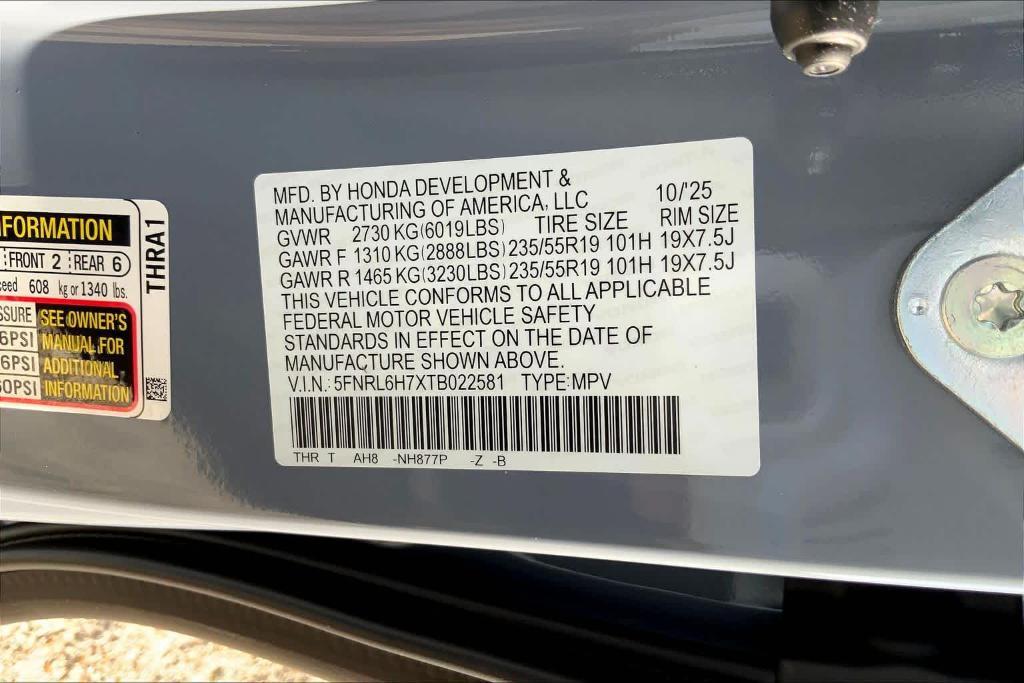 MFD. BY HONDA DEVELOPMENT &
MANUFACTURING OF AMERICA, LLC 10/'25
GVWR 2730 KG(6019LBS) TIRE SIZE RIM SIZE
GAWR F 1310 KG(2888LBS) 235/55R19 101H 19X7.5J
GAWR R 1465 KG(3230LBS) 235/55R19 101H 19X7.5J
THIS VEHICLE CONFORMS TO ALL APPLICABLE
FEDERAL MOTOR VEHICLE SAFETY
STANDARDS IN EFFECT ON THE DATE OF
MANUFACTURE SHOWN ABOVE.
V.I.N.: 5FNRL6H7XTB022581 TYPE:MPV
THR T AH8 -NH877P -Z -B
FRONT 2 REAR 6
608 kg or 1340 lbs.
SEE OWNER'S
MANUAL FOR
ADDITIONAL
INFORMATION
THRA1